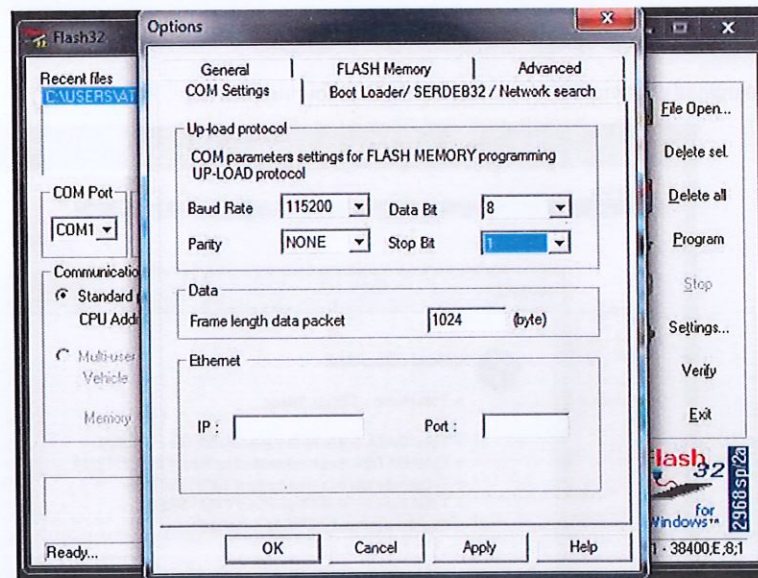 Flash32
Options
Recent files
C:\USERS\AT
COM Port
COM1
Communicatio
Standard
CPU Addr
Multi-user
Vehicle
Memory
Ready...
General
FLASH Memory
Advanced
COM Settings
Boot Loader/ SERDEB32 / Network search
Up-load protocol
COM parameters settings for FLASH MEMORY programming
UP-LOAD protocol
Baud Rate 115200 Data Bit 8
Parity NONE Stop Bit 1
Data
Frame length data packet 1024 (byte)
Ethernet
IP : Port :
OK Cancel Apply Help
File Open...
Delete sel.
Delete all
Program
Stop
Settings...
Verify
Exit
Flash
32
for
Windows™
2968 sp/2a
1 - 38400;E;8;1